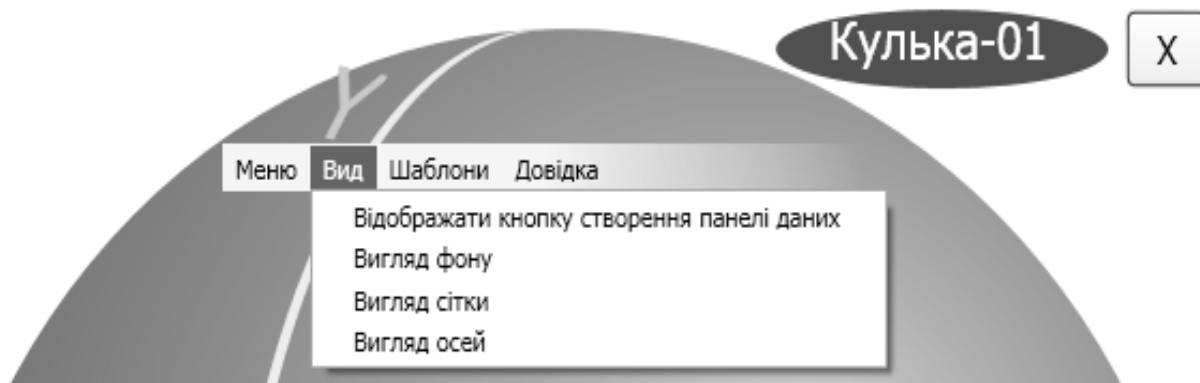 Кулька-01
X
Y
Меню Вид Шаблони Довідка
Відображати кнопку створення панелі даних
Вигляд фону
Вигляд сітки
Вигляд осей